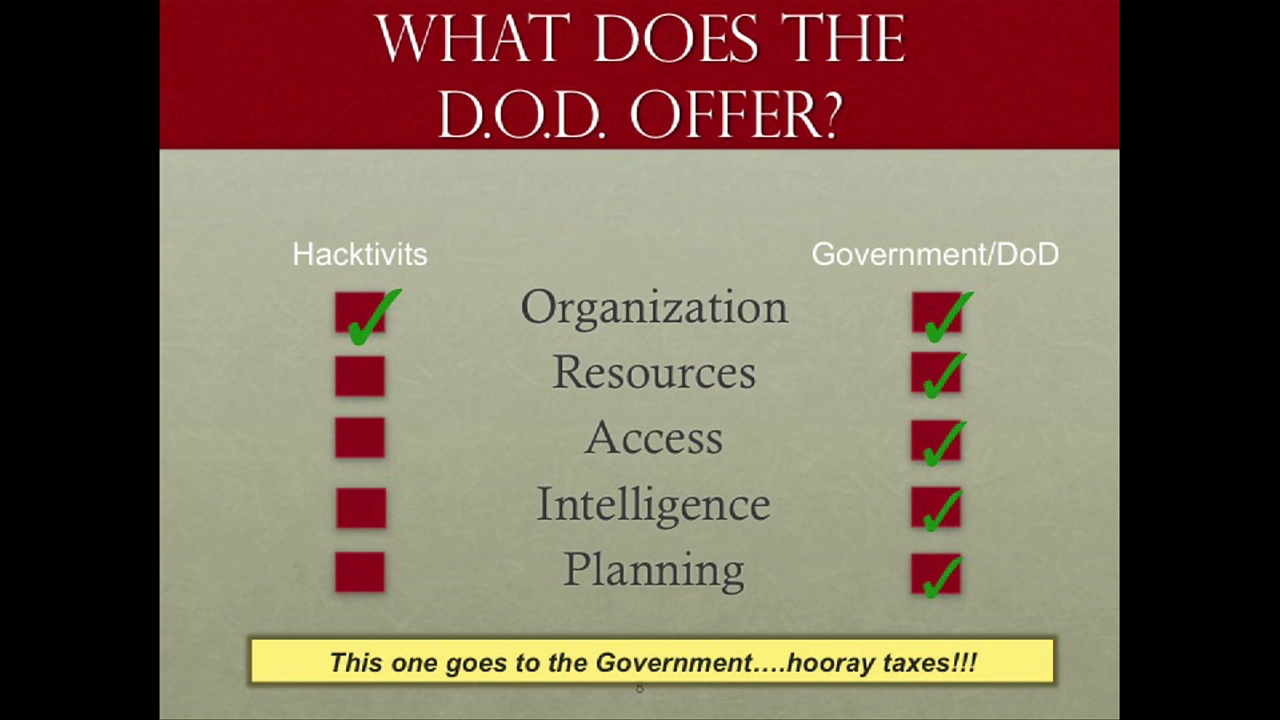 WHAT DOES THE
D.O.D. OFFER?
Hacktivits
Government/DoD
Organization
Resources
Access
Intelligence
Planning
This one goes to the Government....hooray taxes!!!
8